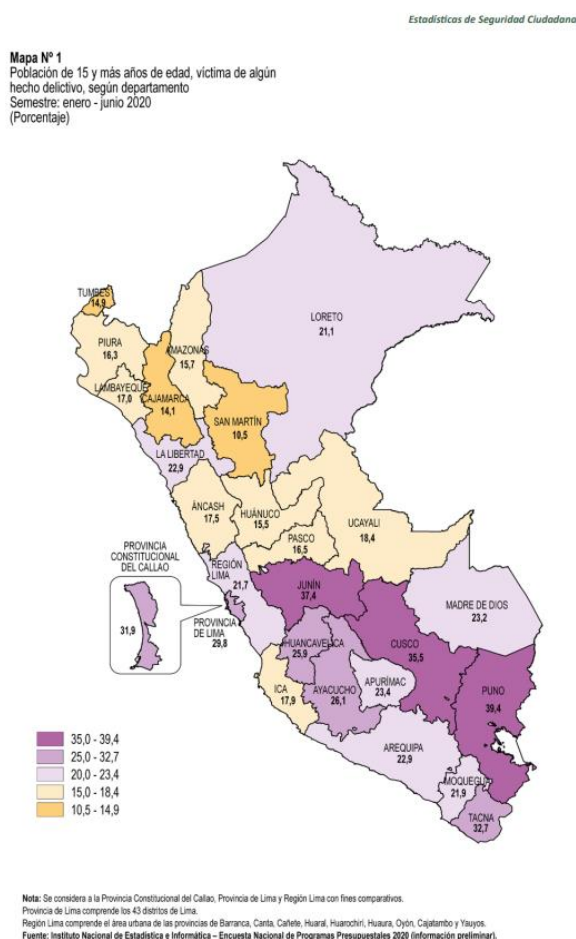 Estadísticas de Seguridad Ciudadana
Mapa Nº 1
Población de 15 y más años de edad, víctima de algún
hecho delictivo, según departamento
Semestre: enero - junio 2020
(Porcentaje)
TUMBES
14,9
LORETO
21,1
PIURA
16,3
AMAZONAS
15,7
LAMBAYEQUE
17,0
CAJAMARCA
14,1
SAN MARTÍN
10,5
LA LIBERTAD
22,9
ÁNCASH
17,5
HUÁNUCO
15,5
UCAYALI
18,4
PASCO
16,5
PROVINCIA
CONSTITUCIONAL
DEL CALLAO
31,9
REGIÓN
LIMA
21,7
JUNÍN
37,4
PROVINCIA
DE LIMA
29,8
MADRE DE DIOS
23,2
HUANCAVELICA
25,9
CUSCO
35,5
ICA
17,9
AYACUCHO
26,1
APURÍMAC
23,4
PUNO
39,4
AREQUIPA
22,9
MOQUEGUA
21,9
TACNA
32,7
35,0 - 39,4
25,0 - 32,7
20,0 - 23,4
15,0 - 18,4
10,5 - 14,9
Nota: Se considera a la Provincia Constitucional del Callao, Provincia de Lima y Región Lima con fines comparativos.
Provincia de Lima comprende los 43 distritos de Lima.
Región Lima comprende el área urbana de las provincias de Barranca, Canta, Cañete, Huaral, Huarochirí, Huaura, Oyón, Cajatambo y Yauyos.
Fuente: Instituto Nacional de Estadística e Informática – Encuesta Nacional de Programas Presupuestales 2020 (información preliminar).